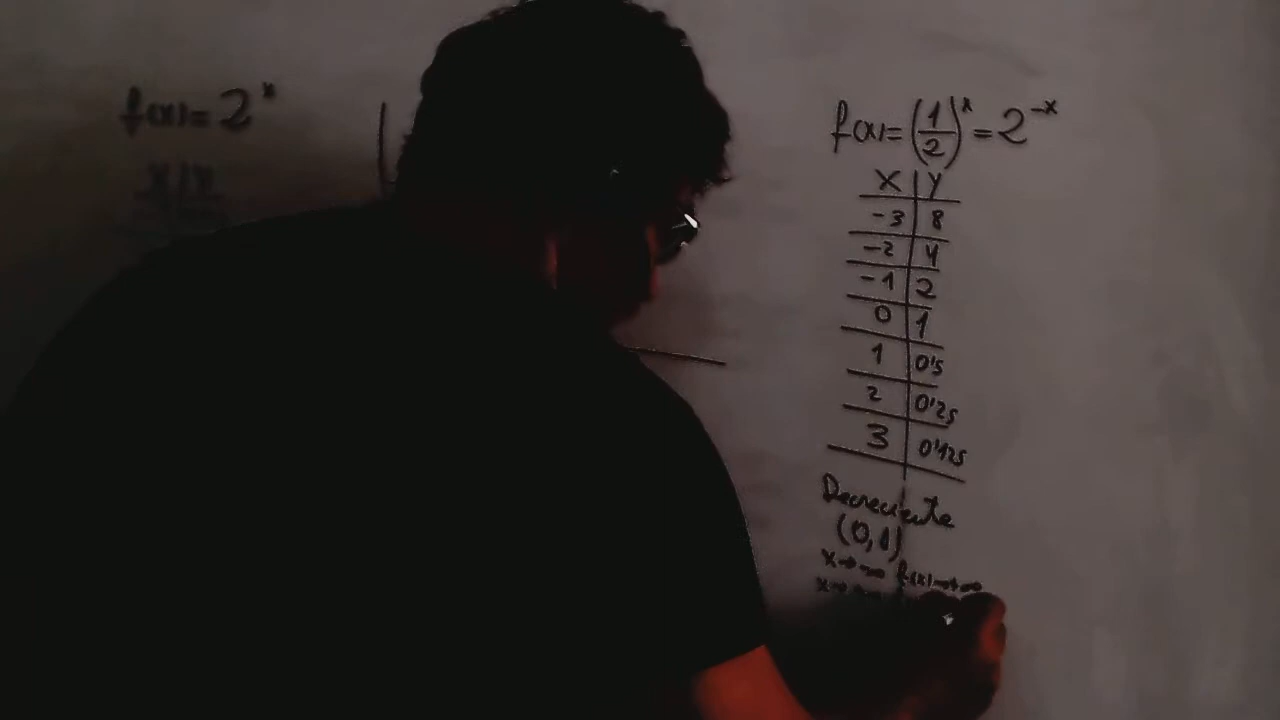 f(x)= 2^x
x | y
f(x)= (1/2)^x = 2^-x
x | y
-3 | 8
-2 | 4
-1 | 2
0 | 1
1 | 0'5
2 | 0'25
3 | 0'125
Decreciente
(0,1)
x→-∞ f(x)→+∞
x→